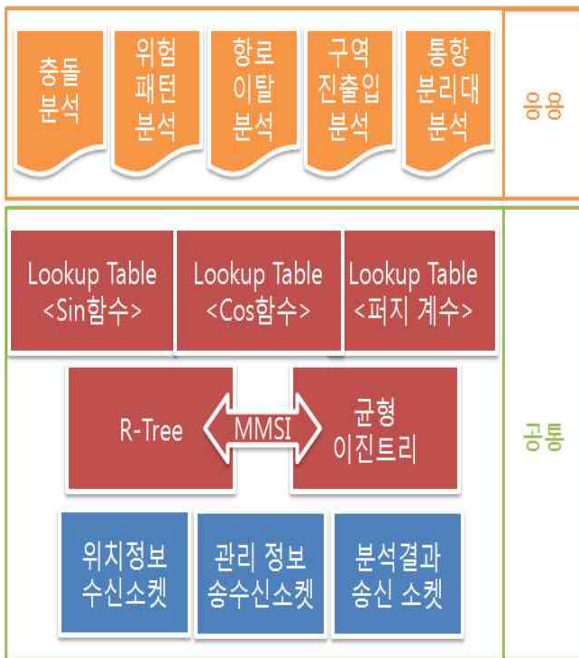 충돌
분석
위험
패턴
분석
항로
이탈
분석
구역
진출입
분석
통항
분리대
분석
응용
Lookup Table
<Sin함수>
Lookup Table
<Cos함수>
Lookup Table
<퍼지 계수>
R-Tree
MMSI
균형
이진트리
공통
위치정보
수신소켓
관리 정보
송수신소켓
분석결과
송신 소켓